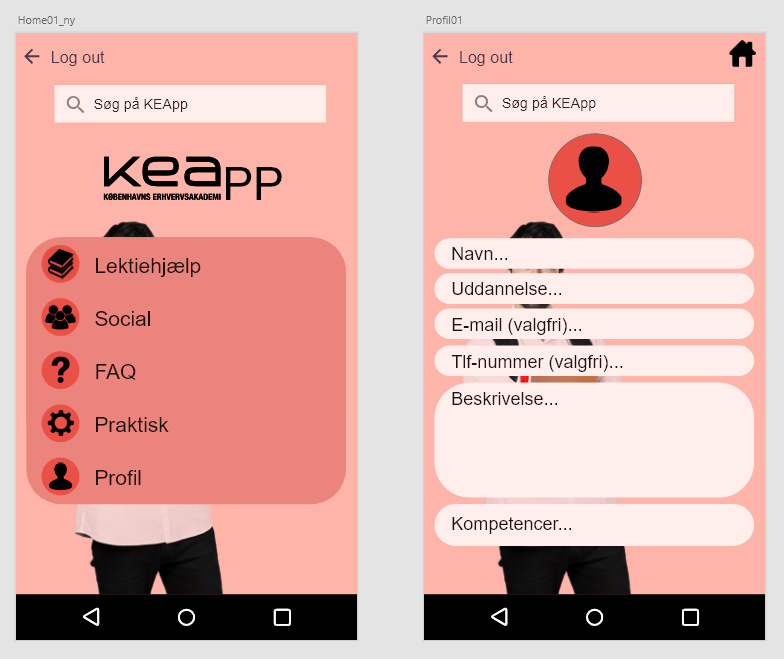 Home01_ny
Log out
Søg på KEApp
keapp
KØBENHAVNS ERHVERVSAKADEMI
Lektiehjælp
Social
FAQ
Praktisk
Profil
Profil01
Log out
Søg på KEApp
Navn...
Uddannelse...
E-mail (valgfri)...
Tlf-nummer (valgfri)...
Beskrivelse...
Kompetencer...